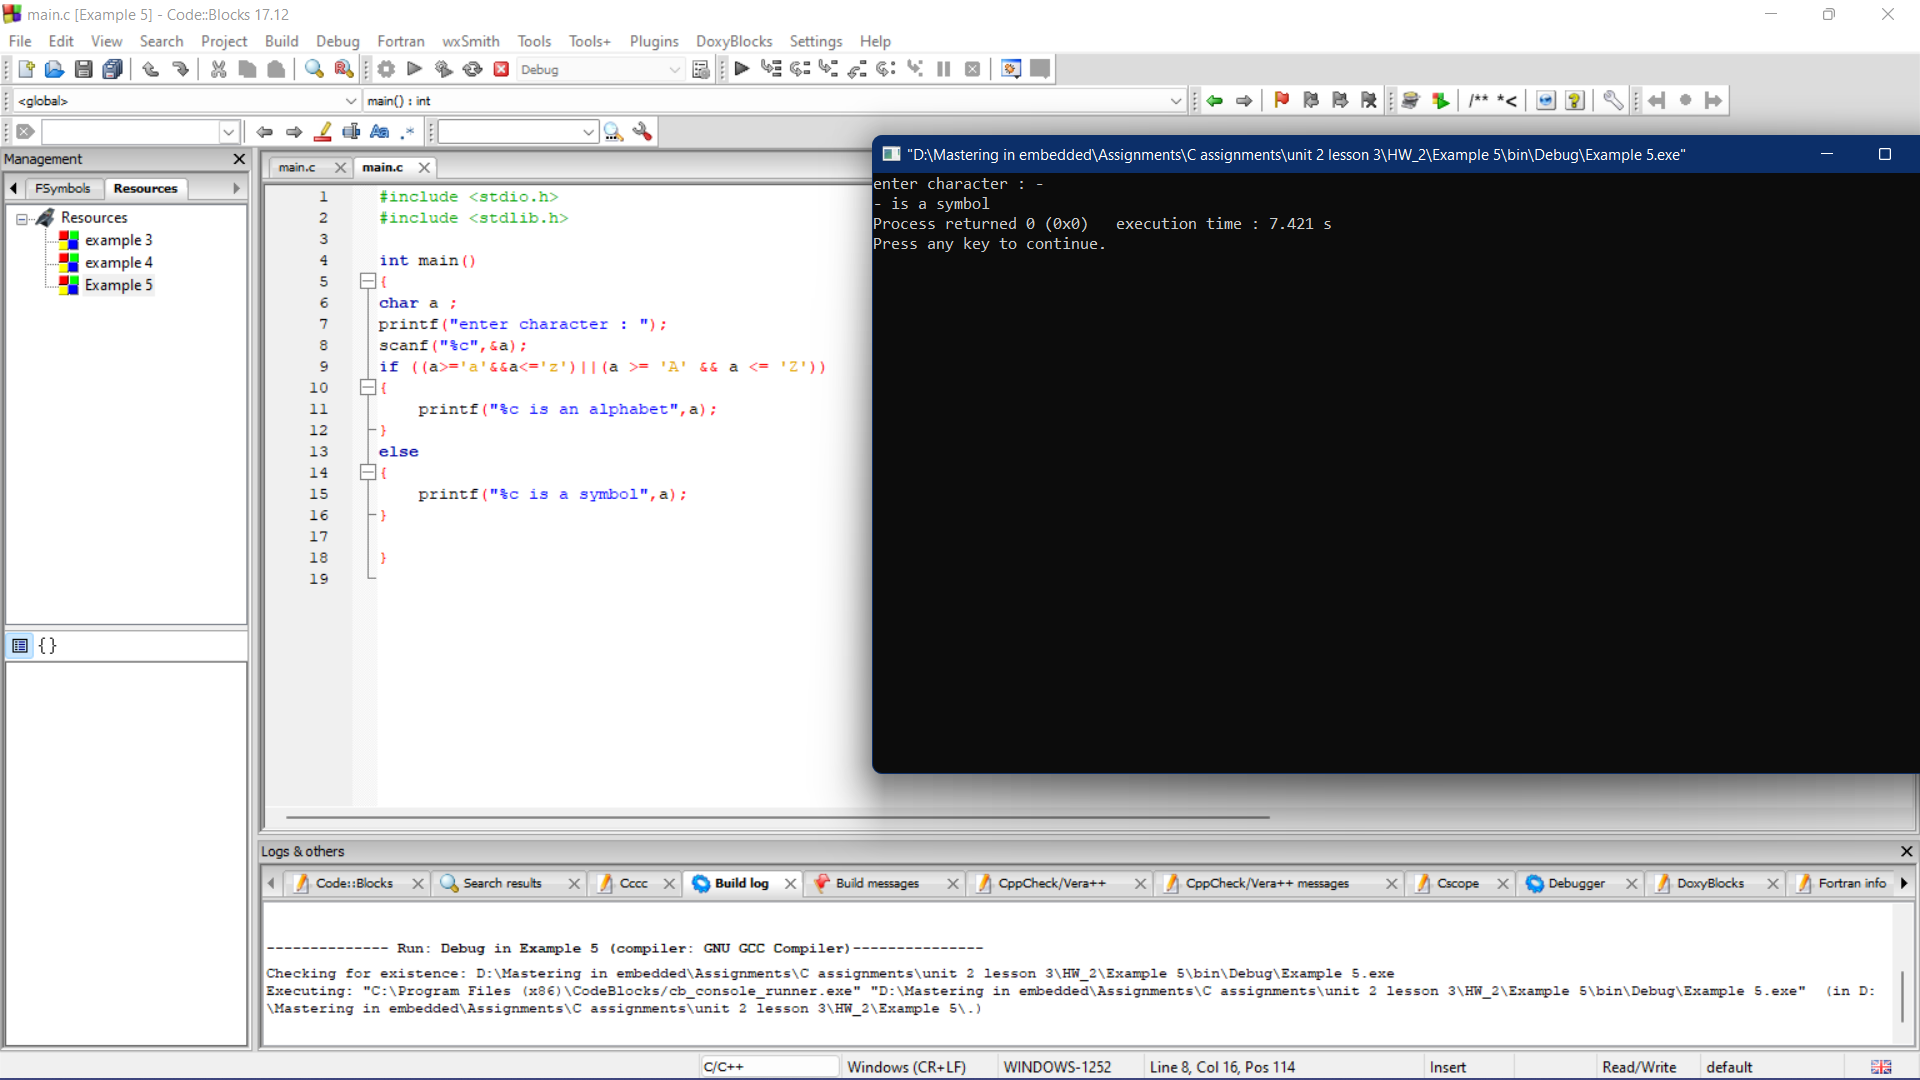 main.c [Example 5] - Code::Blocks 17.12
File Edit View Search Project Build Debug Fortran wxSmith Tools Tools+ Plugins DoxyBlocks Settings Help
Debug
<global> main() : int
/** *<
Management
FSymbols Resources
Resources
example 3
example 4
Example 5
{}
main.c main.c
1 #include <stdio.h>
2 #include <stdlib.h>
3
4 int main()
5 {
6 char a ;
7 printf("enter character : ");
8 scanf("%c",&a);
9 if ((a>='a'&&a<='z')||(a >= 'A' && a <= 'Z'))
10 {
11 printf("%c is an alphabet",a);
12 }
13 else
14 {
15 printf("%c is a symbol",a);
16 }
17
18 }
19
"D:\Mastering in embedded\Assignments\C assignments\unit 2 lesson 3\HW_2\Example 5\bin\Debug\Example 5.exe"
enter character : -
- is a symbol
Process returned 0 (0x0)   execution time : 7.421 s
Press any key to continue.
Logs & others
Code::Blocks Search results Cccc Build log Build messages CppCheck/Vera++ CppCheck/Vera++ messages Cscope Debugger DoxyBlocks Fortran info
-------------- Run: Debug in Example 5 (compiler: GNU GCC Compiler)---------------
Checking for existence: D:\Mastering in embedded\Assignments\C assignments\unit 2 lesson 3\HW_2\Example 5\bin\Debug\Example 5.exe
Executing: "C:\Program Files (x86)\CodeBlocks/cb_console_runner.exe" "D:\Mastering in embedded\Assignments\C assignments\unit 2 lesson 3\HW_2\Example 5\bin\Debug\Example 5.exe"  (in D:
\Mastering in embedded\Assignments\C assignments\unit 2 lesson 3\HW_2\Example 5\.)
C/C++ Windows (CR+LF) WINDOWS-1252 Line 8, Col 16, Pos 114 Insert Read/Write default